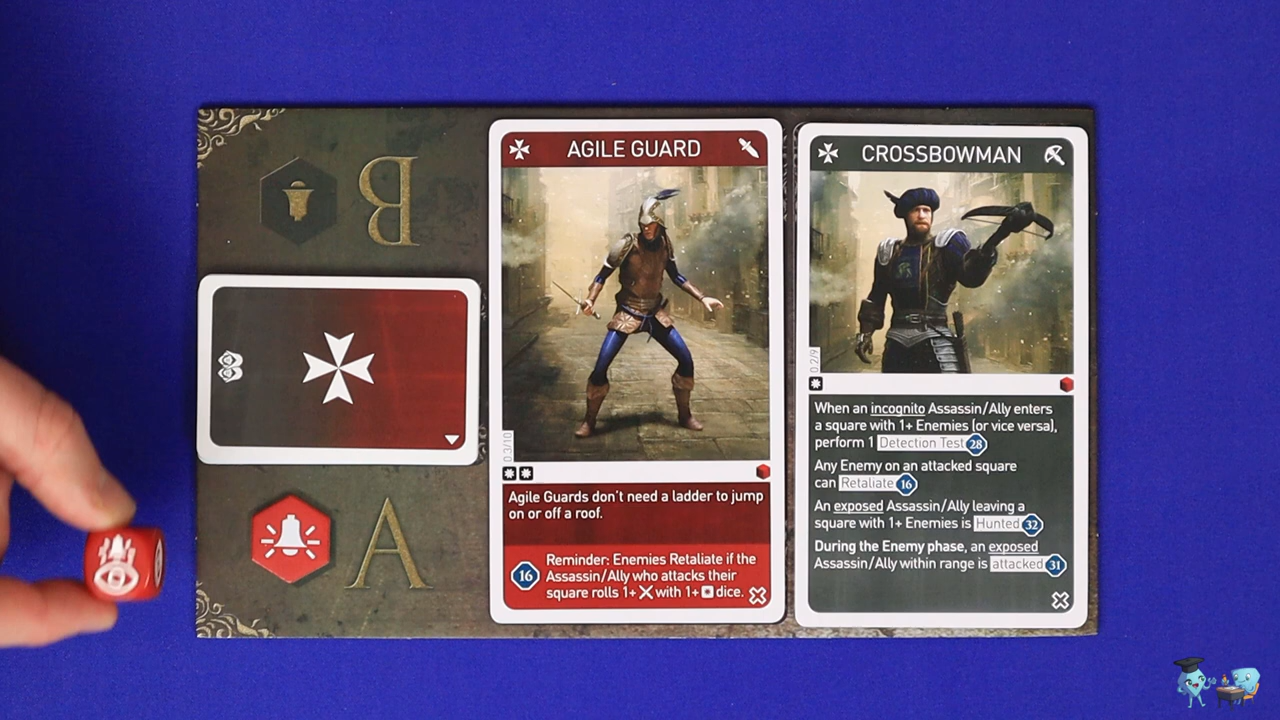 B
A
AGILE GUARD
0.3/10
Agile Guards don't need a ladder to jump
on or off a roof.
16
Reminder: Enemies Retaliate if the
Assassin/Ally who attacks their
square rolls 1+ with 1+ dice.
CROSSBOWMAN
0.2/9
When an incognito Assassin/Ally enters
a square with 1+ Enemies (or vice versa),
perform 1 Detection Test 28
Any Enemy on an attacked square
can Retaliate 16
An exposed Assassin/Ally leaving a
square with 1+ Enemies is Hunted 32
During the Enemy phase, an exposed
Assassin/Ally within range is attacked 31